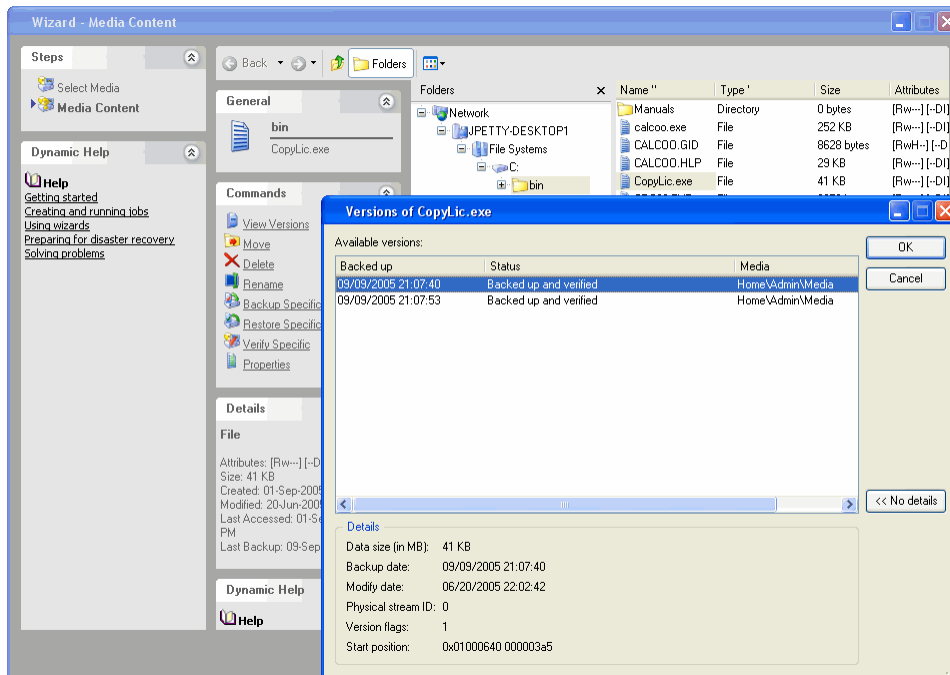 Wizard - Media Content
Steps
Select Media
Media Content
Dynamic Help
Help
Getting started
Creating and running jobs
Using wizards
Preparing for disaster recovery
Solving problems
Back
Folders
General
bin
CopyLic.exe
Commands
View Versions
Move
Delete
Rename
Backup Specific
Restore Specific
Verify Specific
Properties
Details
File
Attributes: [Rw---] [--D
Size: 41 KB
Created: 01-Sep-2005
Modified: 20-Jun-2005
Last Accessed: 01-Se
PM
Last Backup: 09-Sep
Dynamic Help
Help
Folders
Network
JPETTY-DESKTOP1
File Systems
C:
bin
Name " Type ' Size Attributes
Manuals Directory 0 bytes [Rw---] [--DI]
calcoo.exe File 252 KB [Rw---] [--DI]
CALCOO.GID File 8628 bytes [RwH--] [--D
CALCOO.HLP File 29 KB [Rw---] [--DI]
CopyLic.exe File 41 KB [Rw---] [--DI]
Versions of CopyLic.exe
Available versions:
Backed up Status Media
09/09/2005 21:07:40 Backed up and verified Home\Admin\Media
09/09/2005 21:07:53 Backed up and verified Home\Admin\Media
OK
Cancel
<< No details
Details
Data size (in MB): 41 KB
Backup date: 09/09/2005 21:07:40
Modify date: 06/20/2005 22:02:42
Physical stream ID: 0
Version flags: 1
Start position: 0x01000640 000003a5